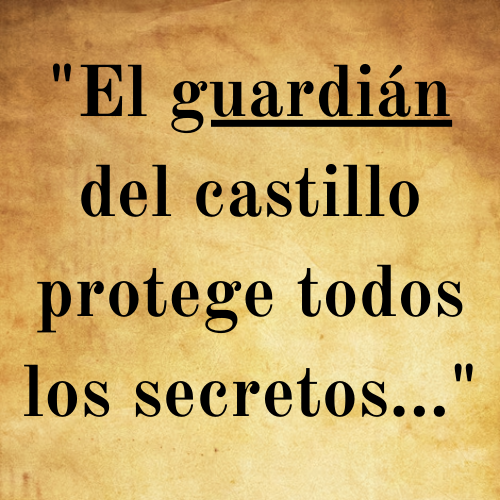 "El guardián
del castillo
protege todos
los secretos..."